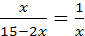 x/(15−2x) = 1/x